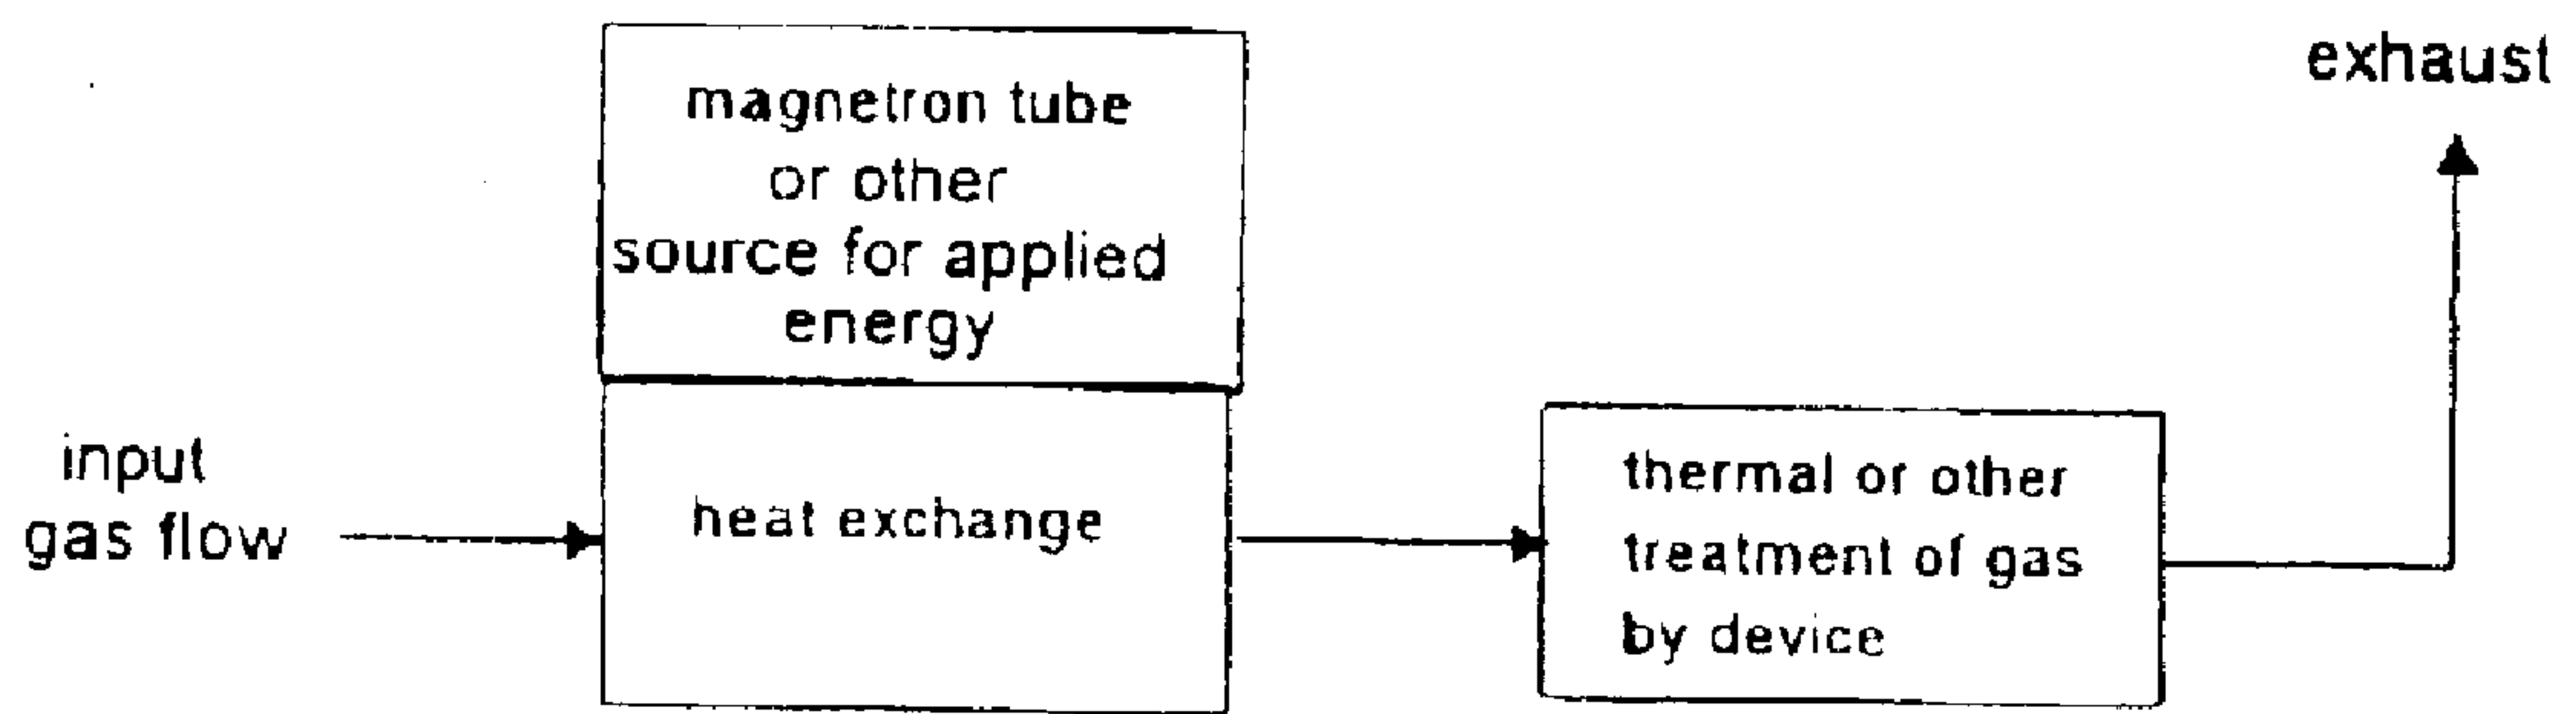 magnetron tube
or other
source for applied
energy
exhaust
input
gas flow
heat exchange
thermal or other
treatment of gas
by device